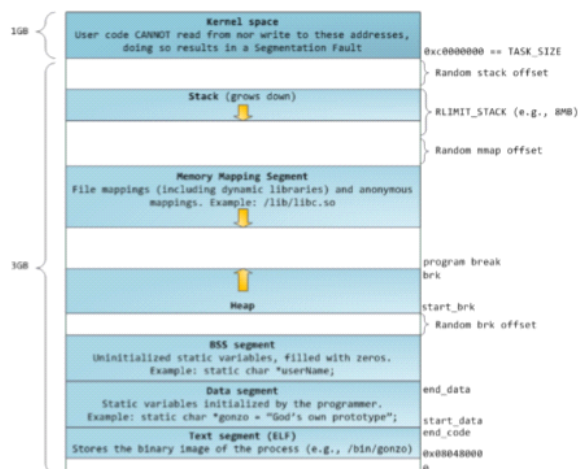 1GB
Kernel space
User code CANNOT read from nor write to these addresses,
doing so results in a Segmentation Fault
0xc0000000 == TASK_SIZE
Random stack offset
Stack (grows down)
RLIMIT_STACK (e.g., 8MB)
Random mmap offset
Memory Mapping Segment
File mappings (including dynamic libraries) and anonymous
mappings. Example: /lib/libc.so
3GB
program break
brk
Heap
start_brk
Random brk offset
BSS segment
Uninitialized static variables, filled with zeros.
Example: static char *userName;
Data segment
Static variables initialized by the programmer.
Example: static char *gonzo = "God's own prototype";
end_data
start_data
Text segment (ELF)
Stores the binary image of the process (e.g., /bin/gonzo)
end_code
0x08048000
0